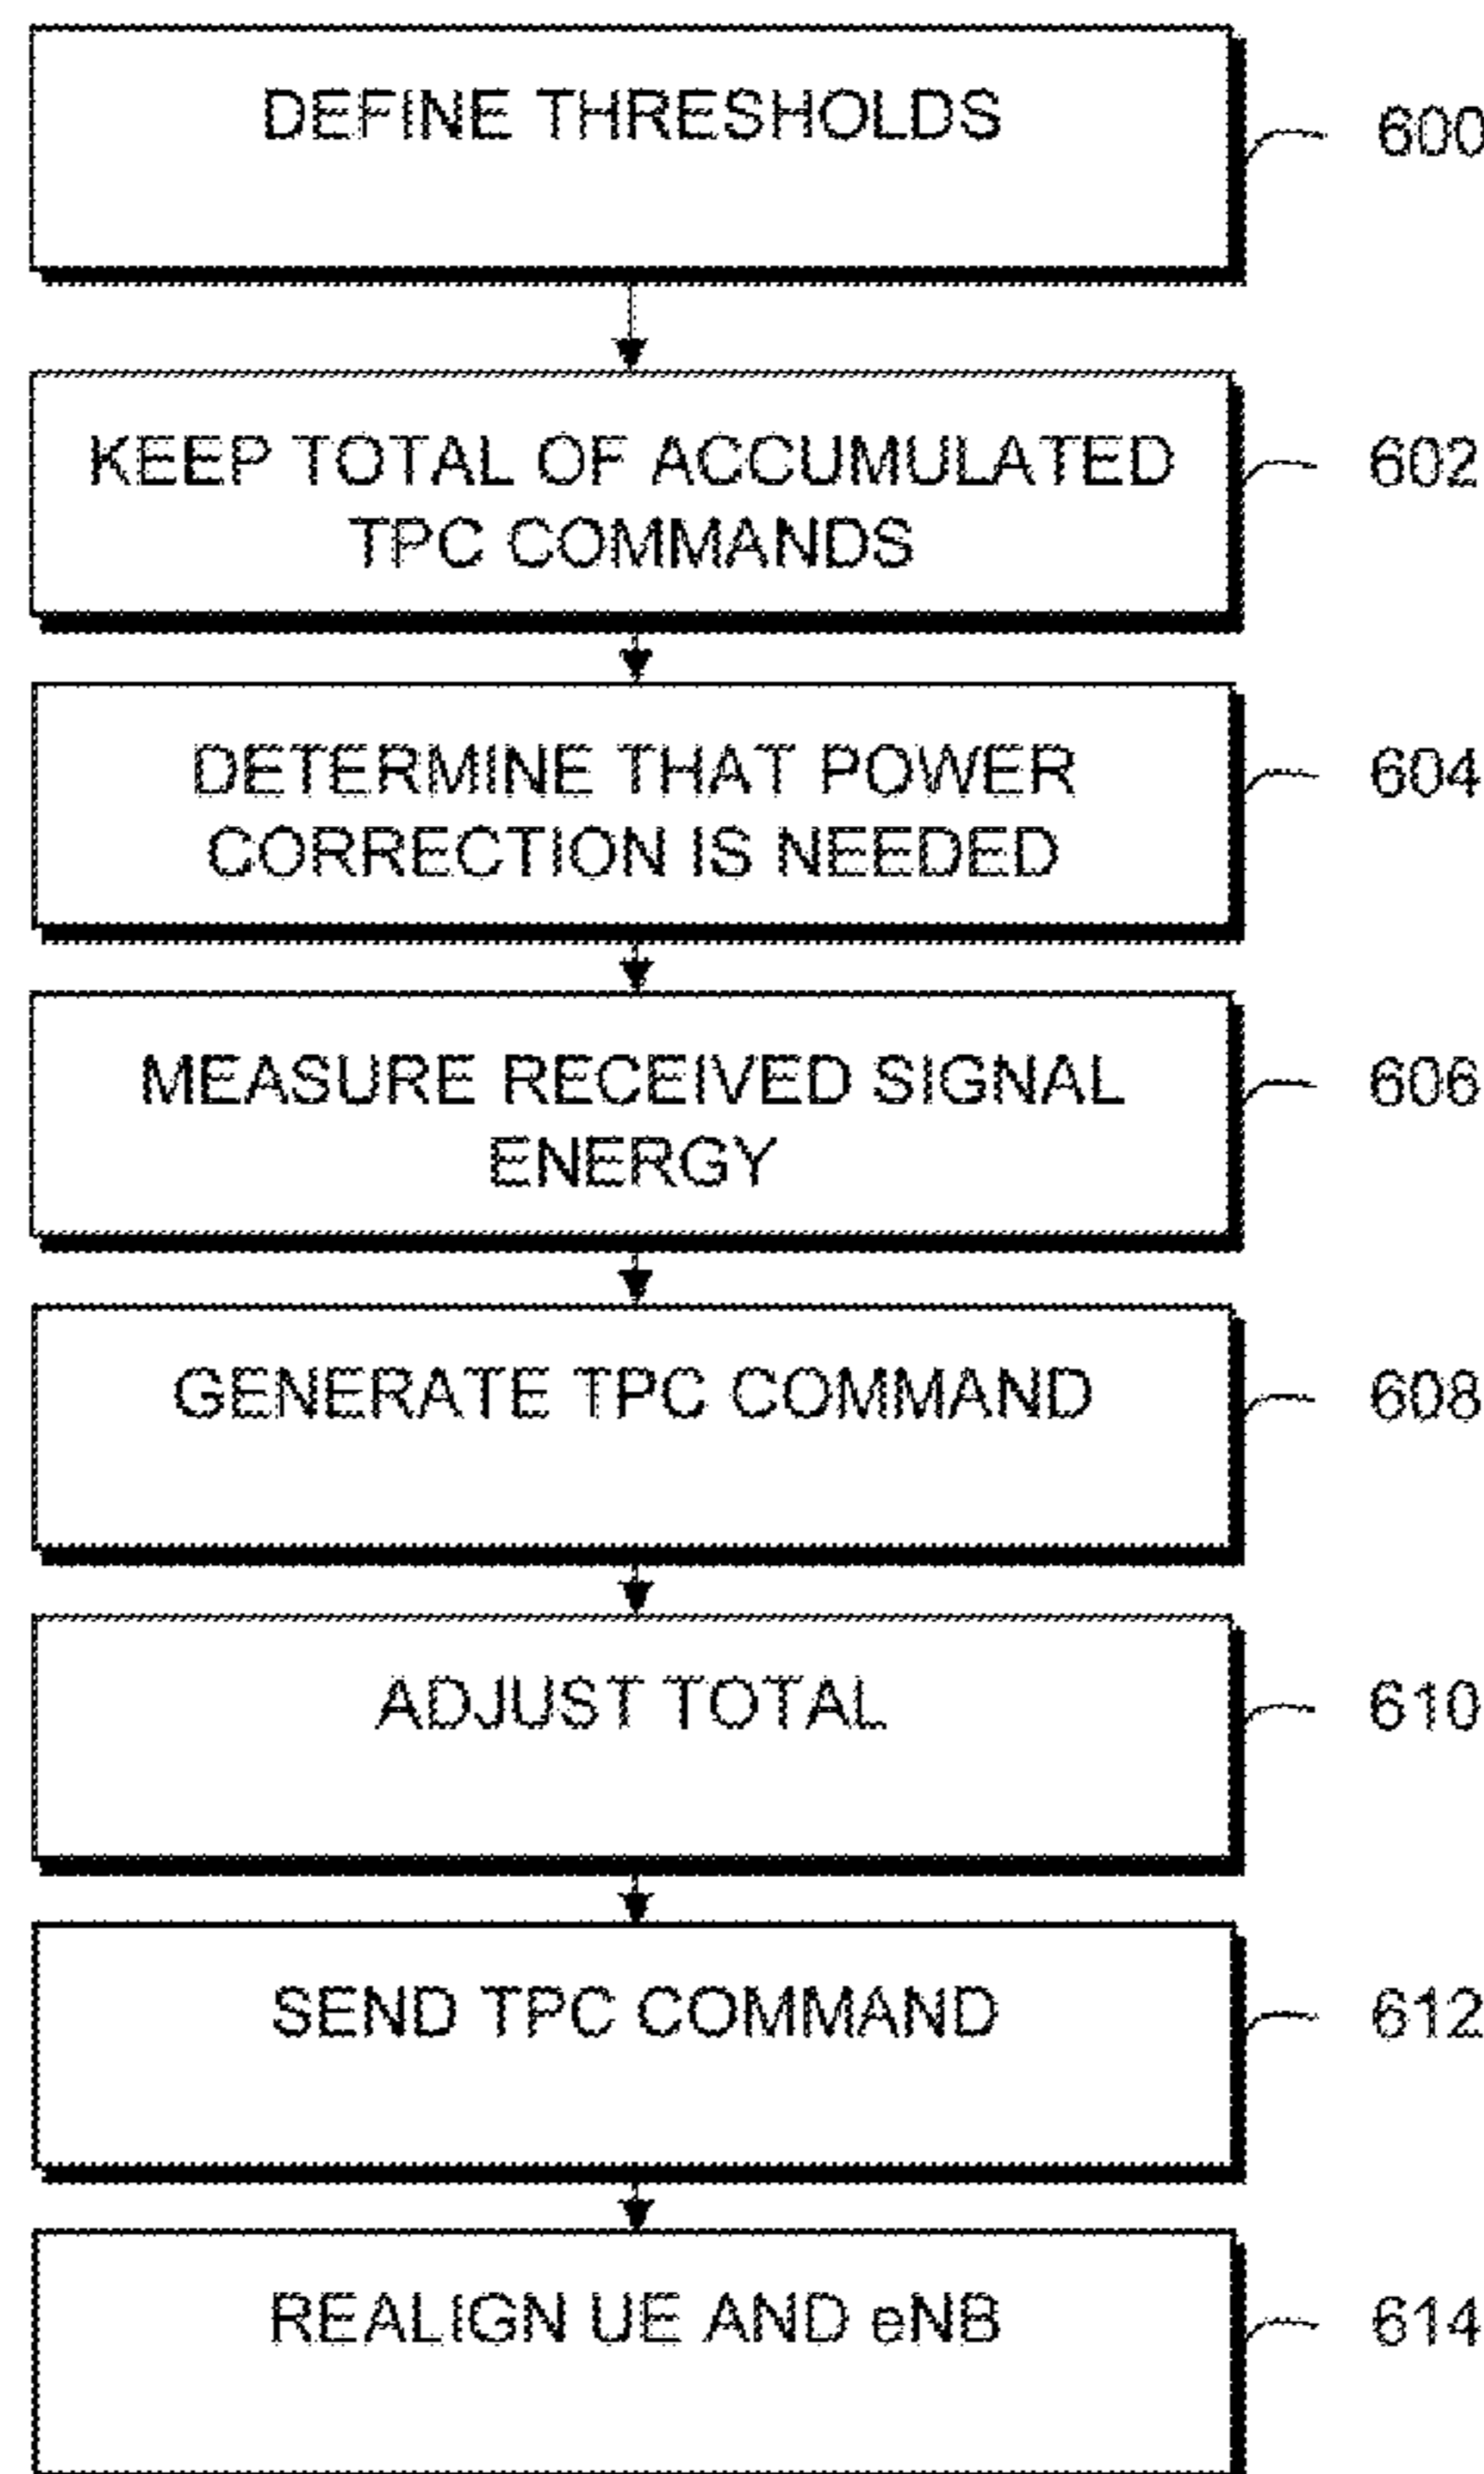 DEFINE THRESHOLDS
600
KEEP TOTAL OF ACCUMULATED
TPC COMMANDS
602
DETERMINE THAT POWER
CORRECTION IS NEEDED
604
MEASURE RECEIVED SIGNAL
ENERGY
606
GENERATE TPC COMMAND
608
ADJUST TOTAL
610
SEND TPC COMMAND
612
REALIGN UE AND eNB
614